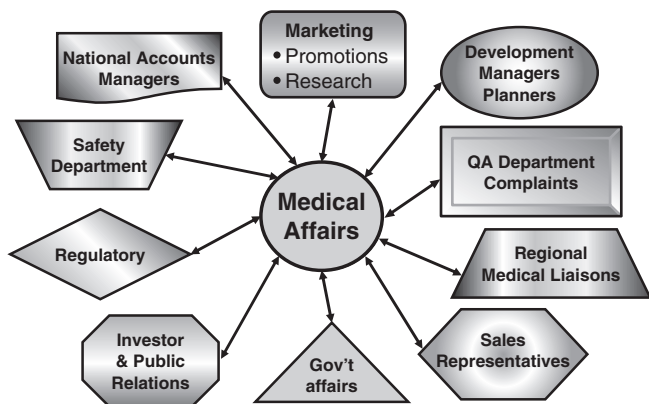 National Accounts
Managers
Marketing
• Promotions
• Research
Development
Managers
Planners
Safety
Department
QA Department
Complaints
Medical
Affairs
Regulatory
Regional
Medical Liaisons
Investor
& Public
Relations
Gov't
affairs
Sales
Representatives